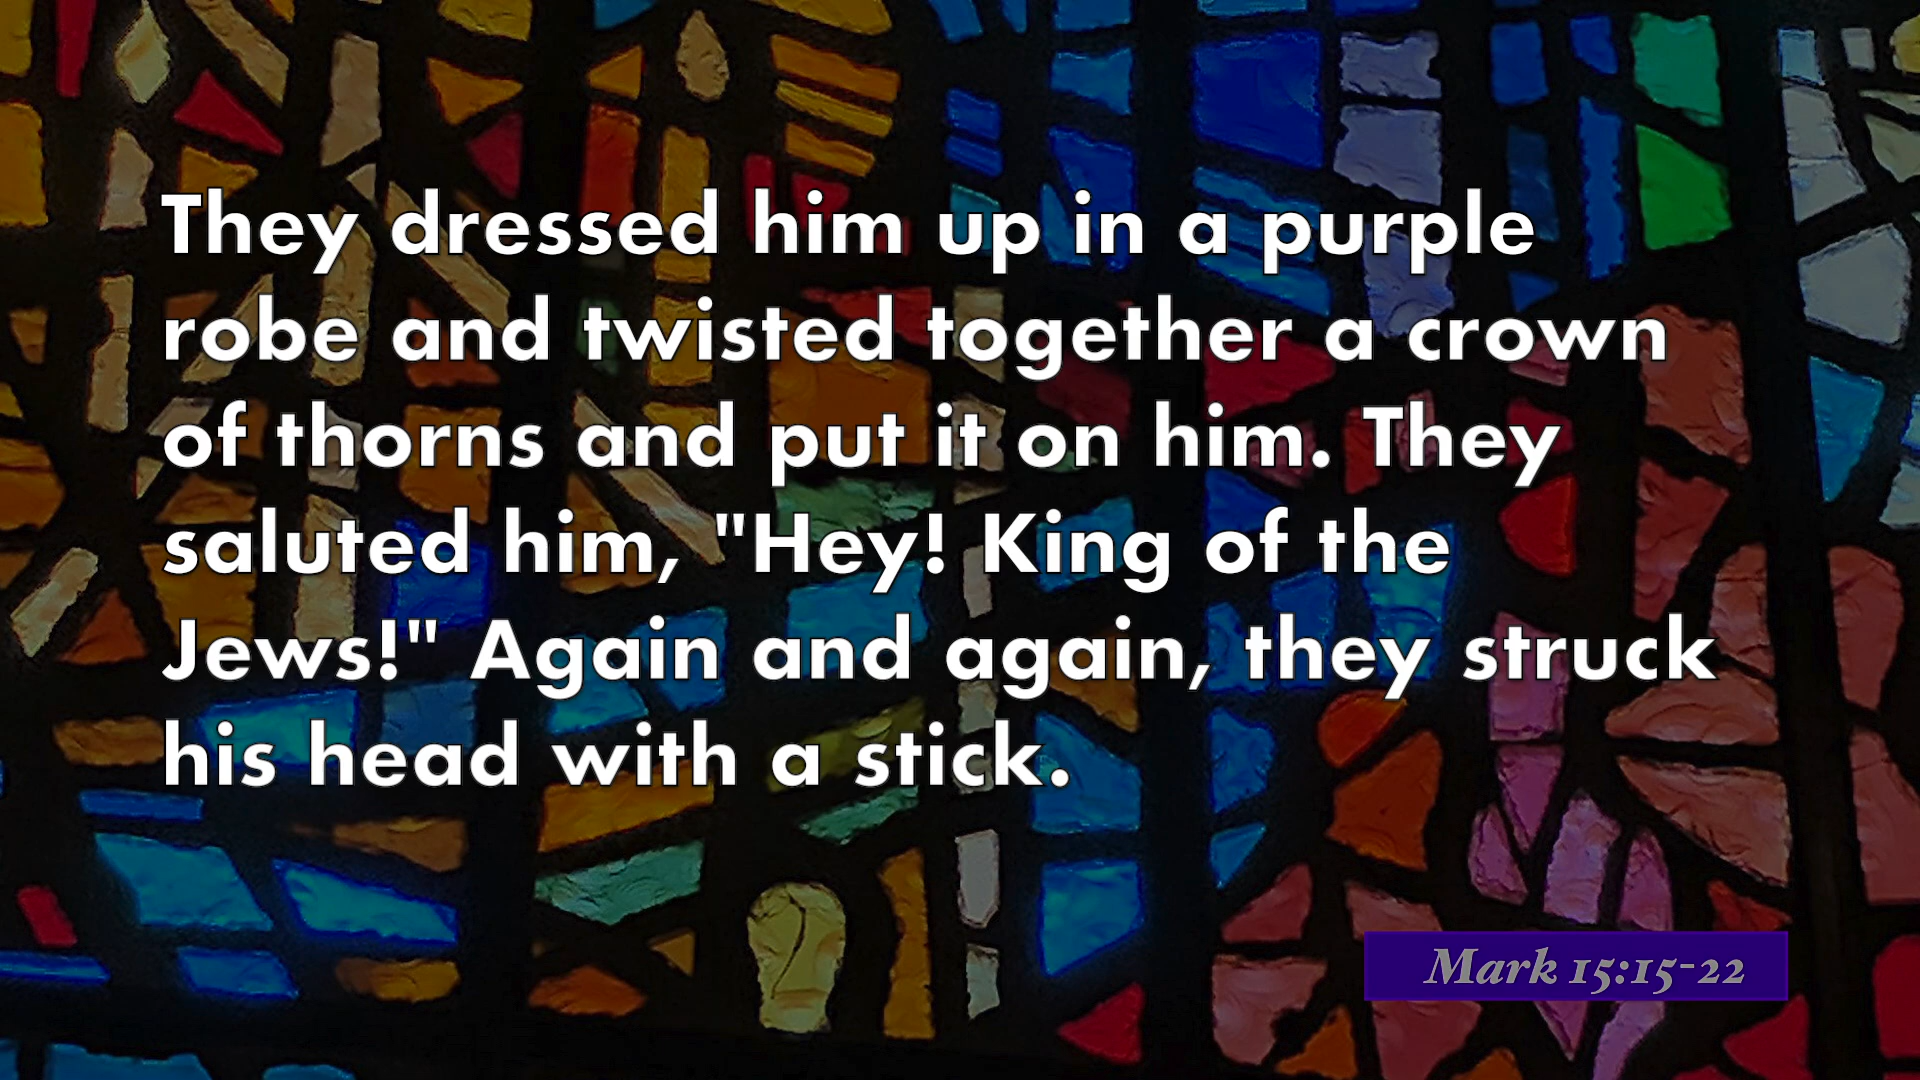 They dressed him up in a purple
robe and twisted together a crown
of thorns and put it on him. They
saluted him, "Hey! King of the
Jews!" Again and again, they struck
his head with a stick.
Mark 15:15-22